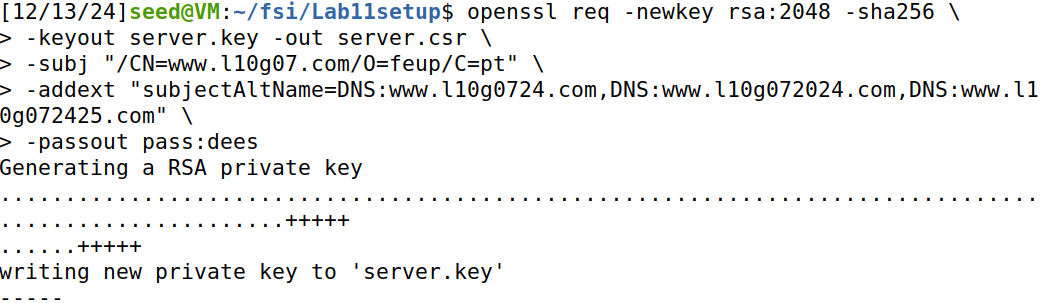 [12/13/24]seed@VM:~/fsi/Lab11setup$ openssl req -newkey rsa:2048 -sha256 \
> -keyout server.key -out server.csr \
> -subj "/CN=www.l10g07.com/O=feup/C=pt" \
> -addext "subjectAltName=DNS:www.l10g0724.com,DNS:www.l10g072024.com,DNS:www.l1
0g072425.com" \
> -passout pass:dees
Generating a RSA private key
................................................................................
......................+++++
......+++++
writing new private key to 'server.key'
-----